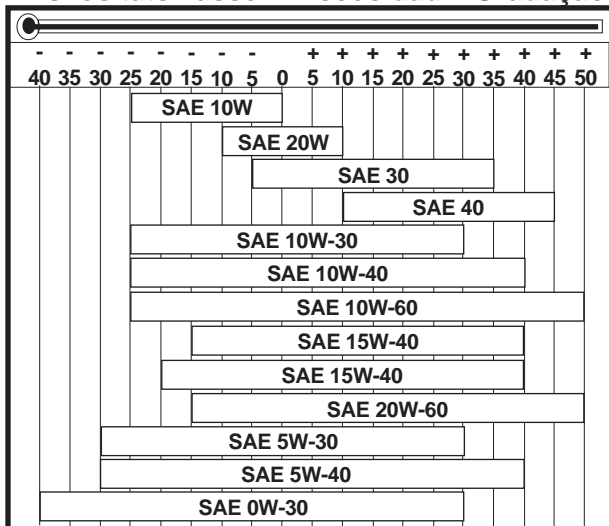 - - - - - - - - + + + + + + + + + +
40 35 30 25 20 15 10 5 0 5 10 15 20 25 30 35 40 45 50
SAE 10W
SAE 20W
SAE 30
SAE 40
SAE 10W-30
SAE 10W-40
SAE 10W-60
SAE 15W-40
SAE 15W-40
SAE 20W-60
SAE 5W-30
SAE 5W-40
SAE 0W-30